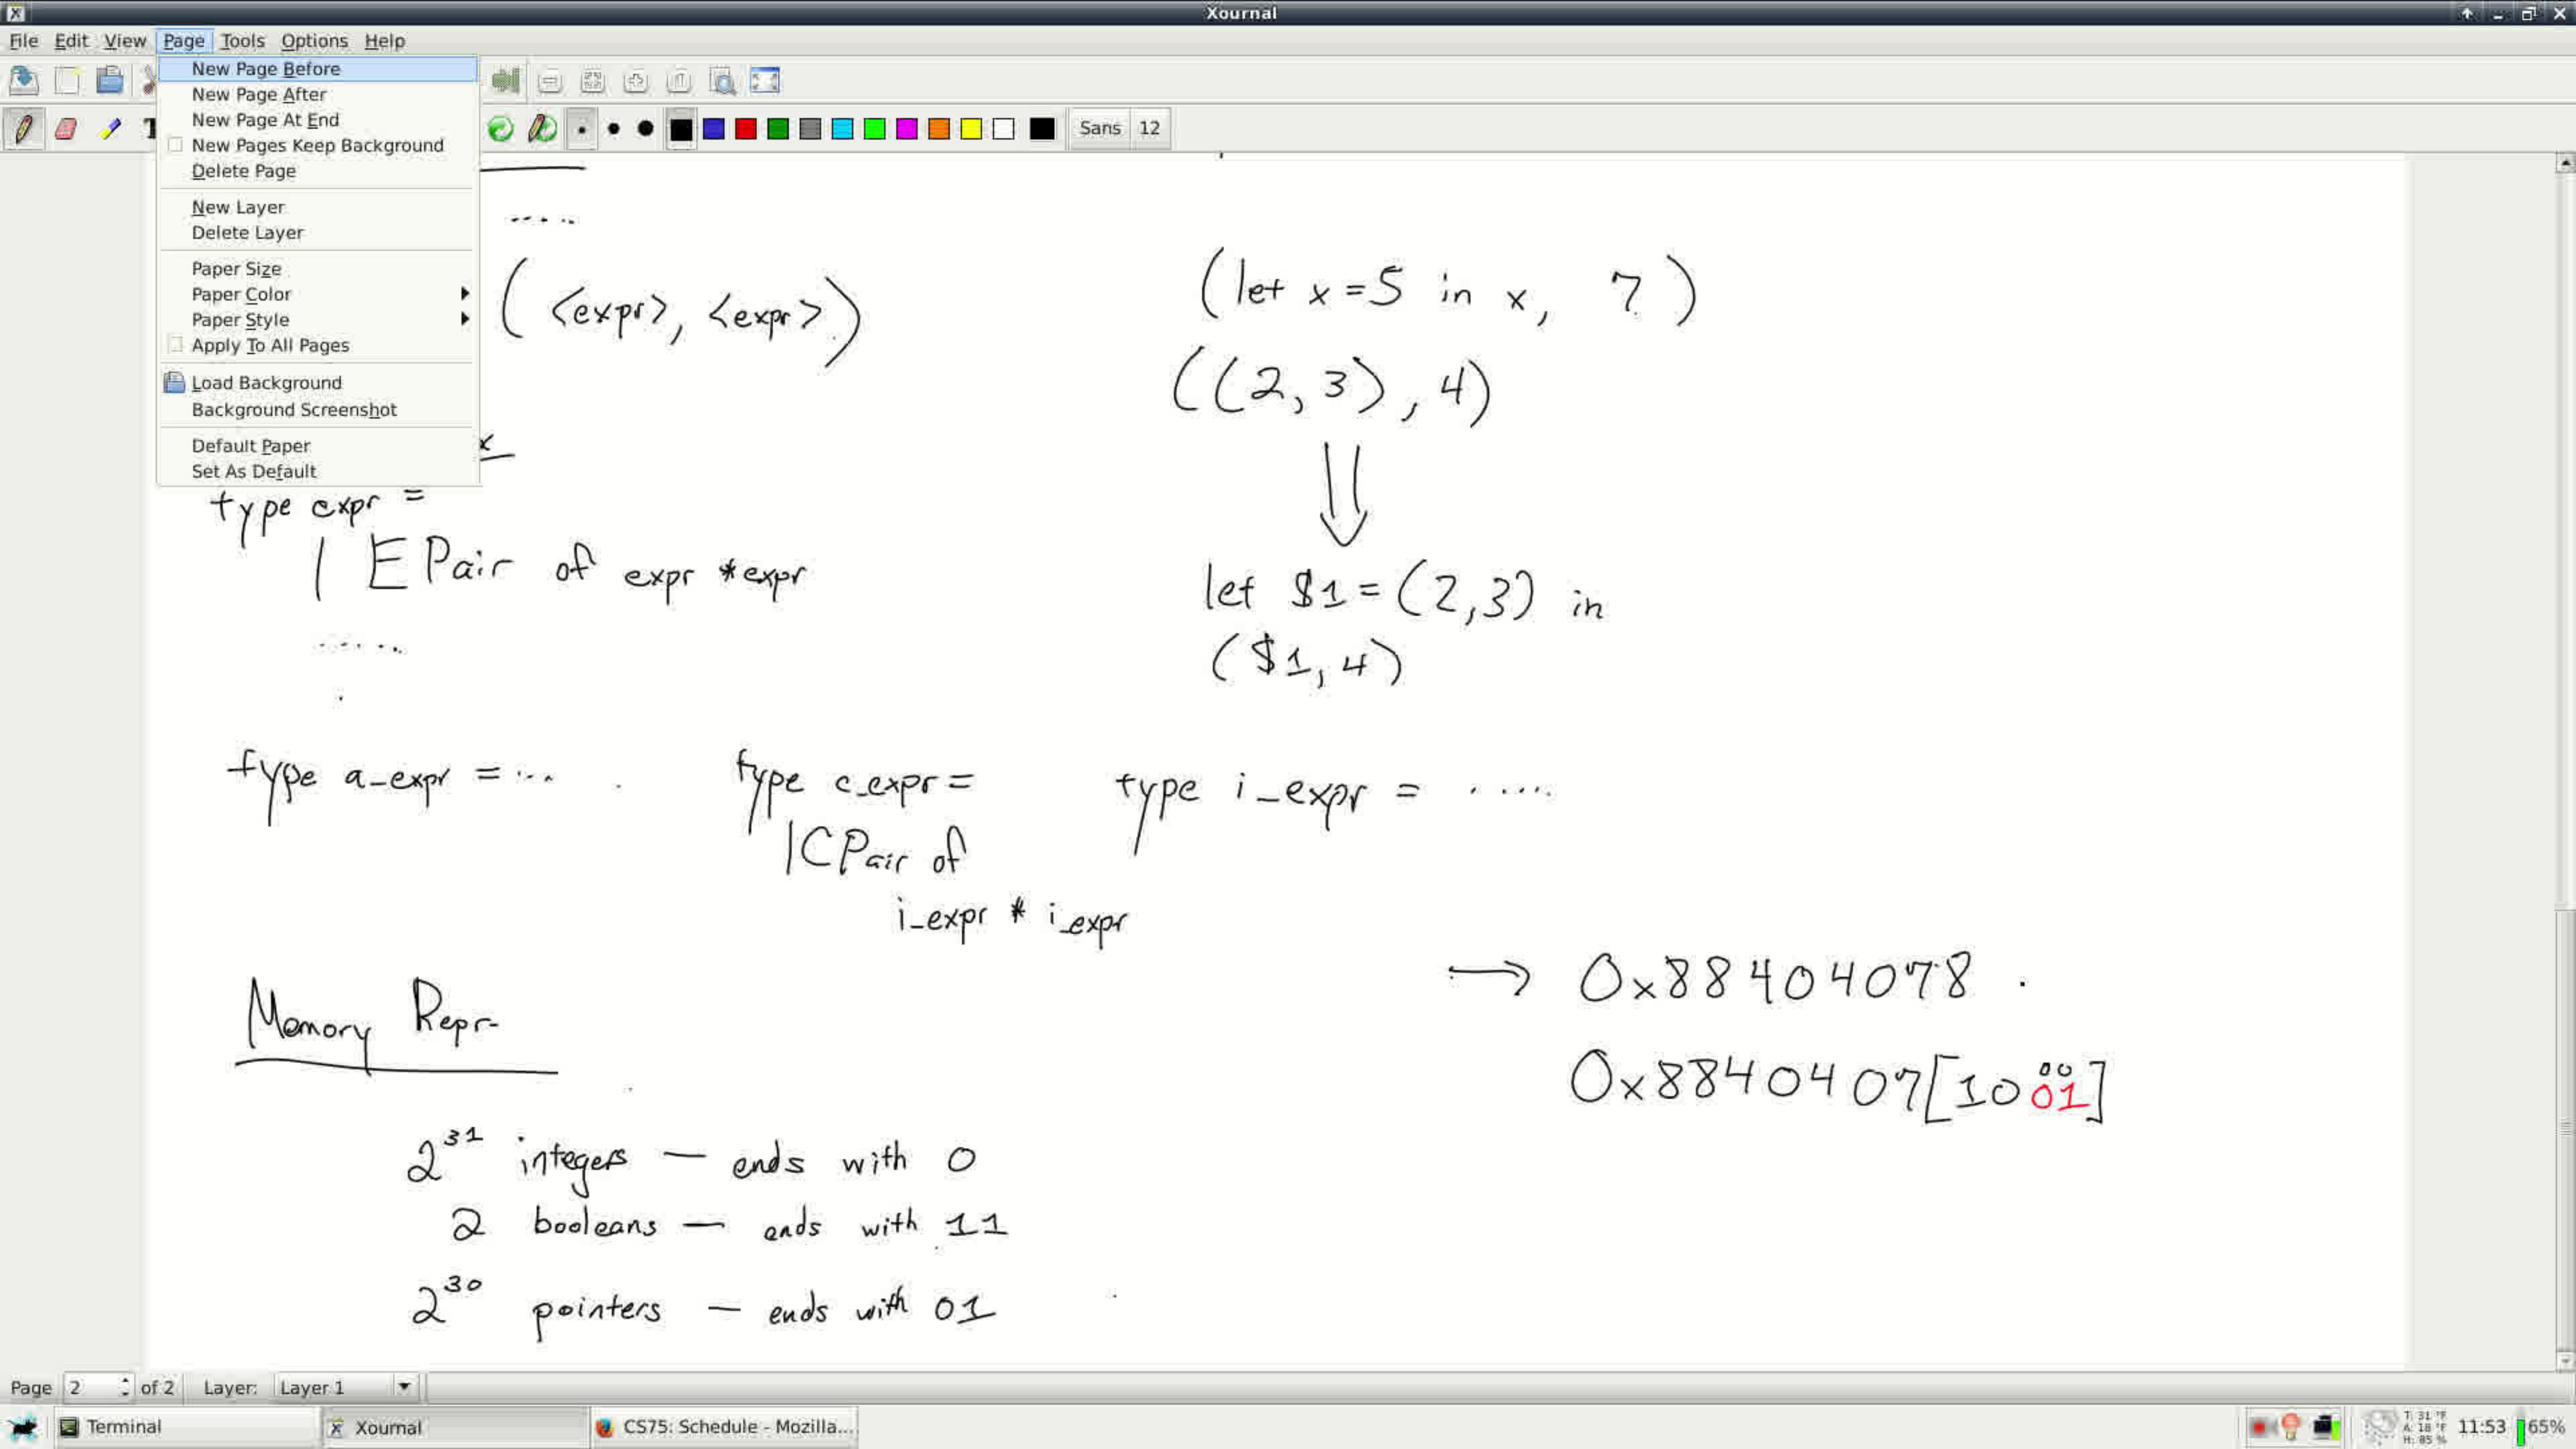 Xournal
File Edit View Page Tools Options Help
New Page Before
New Page After
New Page At End
New Pages Keep Background
Delete Page
New Layer
Delete Layer
Paper Size
Paper Color
Paper Style
Apply To All Pages
Load Background
Background Screenshot
Default Paper
Set As Default
Sans 12
.....
( <expr>, <expr> )
type expr =
| EPair of expr * expr
.....
(let x = 5 in x, 7 )
((2, 3), 4)
let $1 = (2,3) in
($1, 4)
type a_expr = ...
type c_expr =
| CPair of
i_expr * i_expr
type i_expr = .....
Memory Repr.
2^31 integers — ends with 0
2 booleans — ends with 11
2^30 pointers — ends with 01
→ 0x88404078
00
0x8840407[1001]
Page 2 of 2 Layer: Layer 1
Terminal
Xournal
CS75: Schedule - Mozilla...
T: 31 °F
A: 18 °F
H: 85 %
11:53
65%